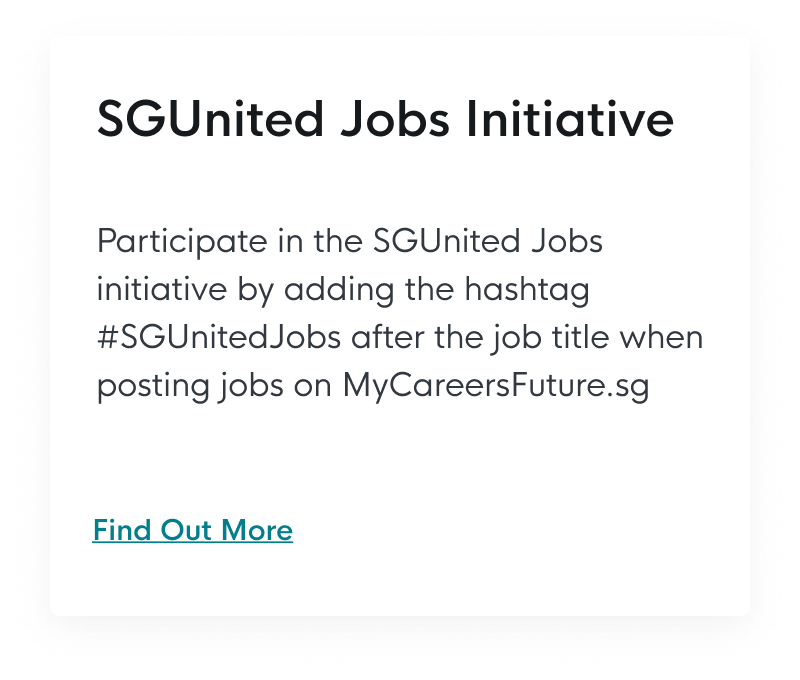 SGUnited Jobs Initiative
Participate in the SGUnited Jobs
initiative by adding the hashtag
#SGUnitedJobs after the job title when
posting jobs on MyCareersFuture.sg
Find Out More